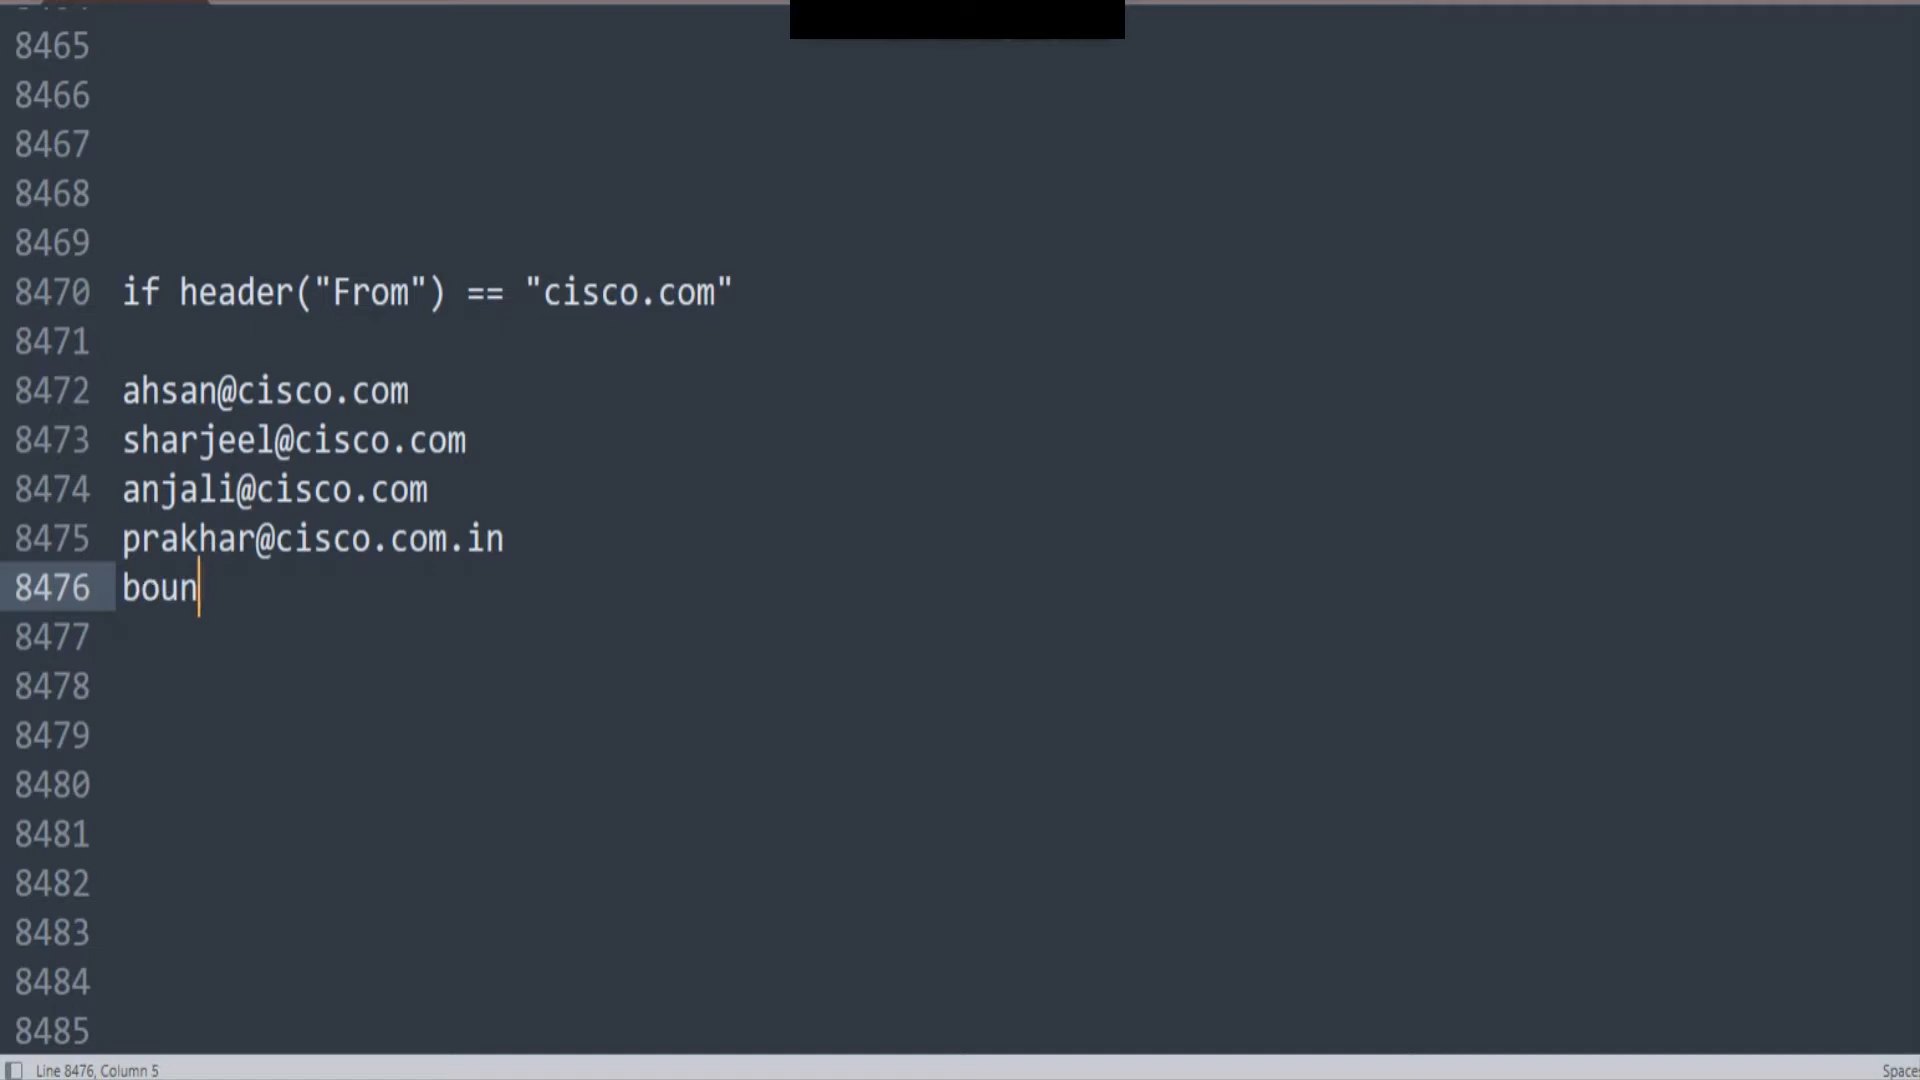 8465
8466
8467
8468
8469
8470 if header("From") == "cisco.com"
8471
8472 ahsan@cisco.com
8473 sharjeel@cisco.com
8474 anjali@cisco.com
8475 prakhar@cisco.com.in
8476 boun
8477
8478
8479
8480
8481
8482
8483
8484
8485
Line 8476, Column 5